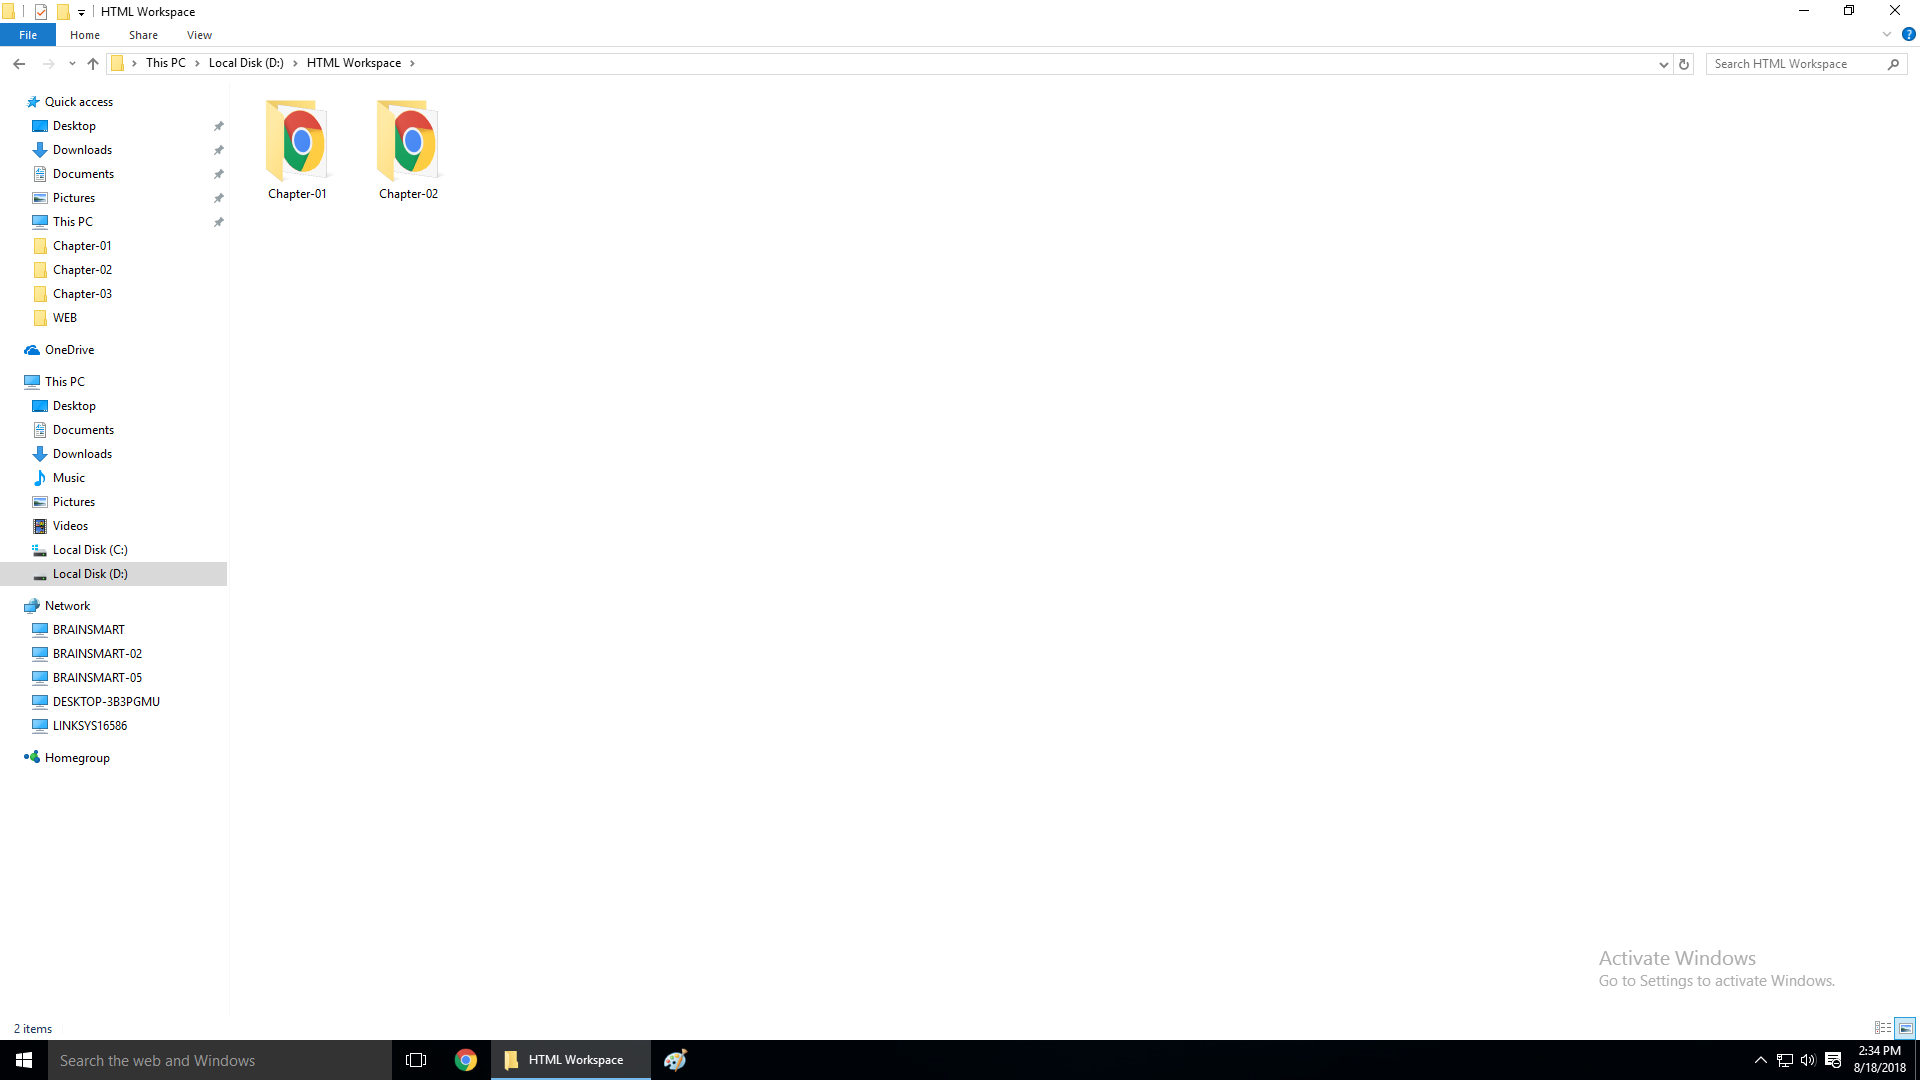 HTML Workspace
File Home Share View
This PC Local Disk (D:) HTML Workspace
Search HTML Workspace
Quick access
Desktop
Downloads
Documents
Pictures
This PC
Chapter-01
Chapter-02
Chapter-03
WEB
OneDrive
This PC
Desktop
Documents
Downloads
Music
Pictures
Videos
Local Disk (C:)
Local Disk (D:)
Network
BRAINSMART
BRAINSMART-02
BRAINSMART-05
DESKTOP-3B3PGMU
LINKSYS16586
Homegroup
Chapter-01 Chapter-02
Activate Windows
Go to Settings to activate Windows.
2 items
Search the web and Windows
HTML Workspace
2:34 PM
8/18/2018